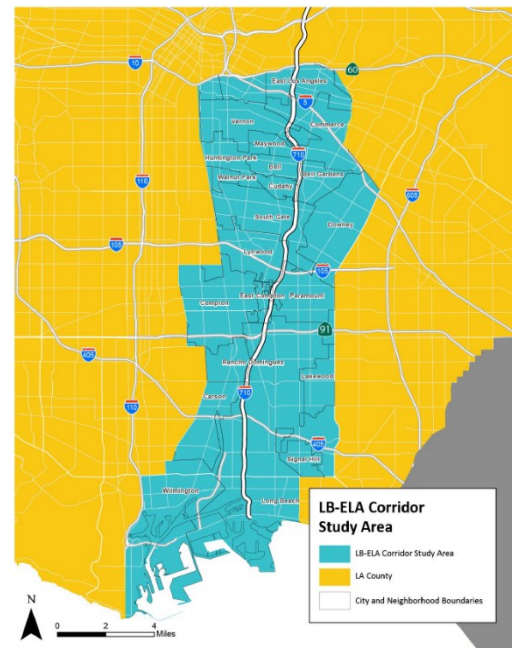 10
60
East Los Angeles
5
Vernon
Commerce
Maywood
Huntington Park
710
Bell
110
Walnut Park
Bell Gardens
Cudahy
605
South Gate
Downey
105
Lynwood
105
East Compton
Paramount
Compton
91
405
Rancho Dominguez
Lakewood
710
Carson
110
405
Signal Hill
Wilmington
Long Beach
LB-ELA Corridor
Study Area
LB-ELA Corridor Study Area
LA County
City and Neighborhood Boundaries
N
0 2 4
Miles